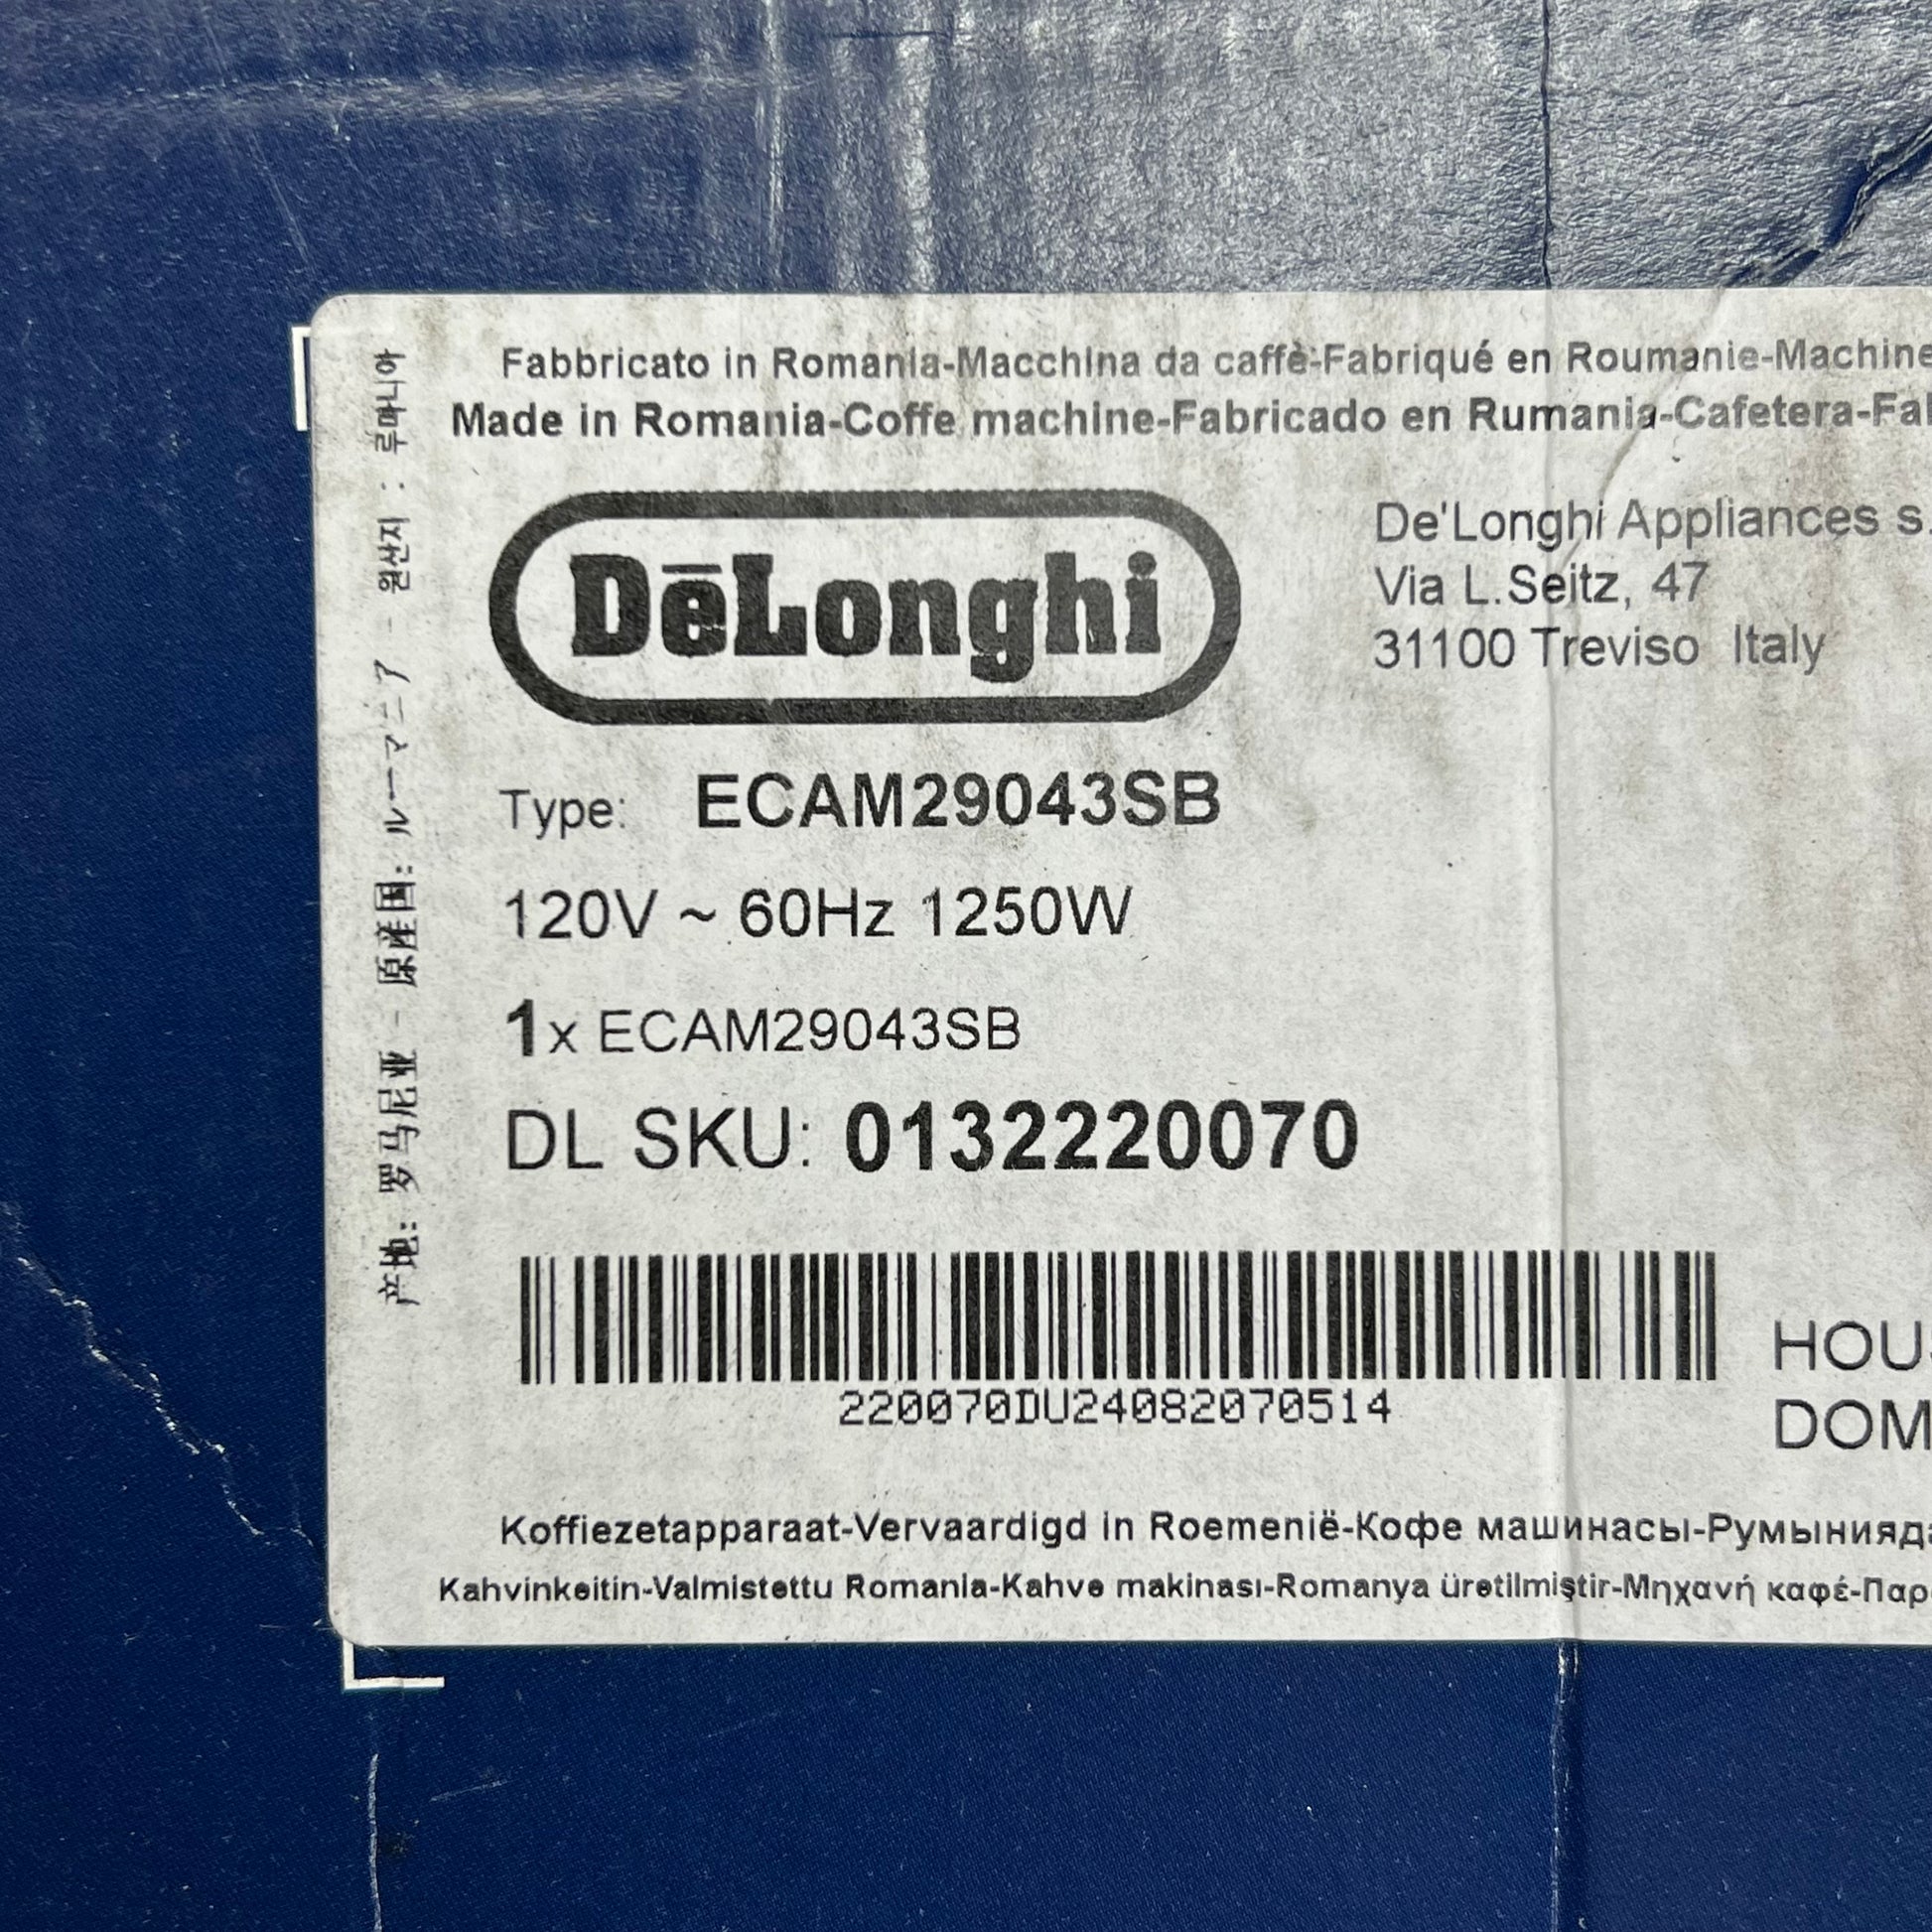 Fabbricato in Romania-Macchina da caffè-Fabriqué en Roumanie-Machine
Made in Romania-Coffe machine-Fabricado en Rumania-Cafetera-Fab
DēLonghi
De'Longhi Appliances s.
Via L.Seitz, 47
31100 Treviso Italy
Type: ECAM29043SB
120V ~ 60Hz 1250W
1x ECAM29043SB
DL SKU: 0132220070
220070DU24082070514
HOUS
DOM
Koffiezetapparaat-Vervaardigd in Roemenië-Кофе машинасы-Румынияда
Kahvinkeitin-Valmistettu Romania-Kahve makinası-Romanya üretilmiştir-Μηχανή καφέ-Παρ
产地: 罗马尼亚 - 原産国: ルーマニア - 원산지 : 루마니아